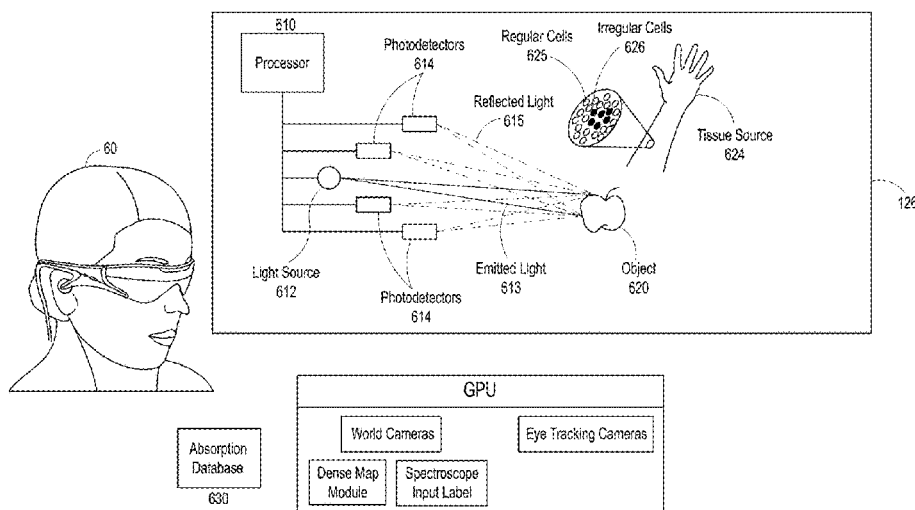 610
Processor
Photodetectors
614
Regular Cells
625
Irregular Cells
626
Reflected Light
615
Tissue Source
624
60
126
Light Source
612
Photodetectors
614
Emitted Light
613
Object
620
GPU
World Cameras
Eye Tracking Cameras
Absorption
Database
630
Dense Map
Module
Spectroscope
Input Label